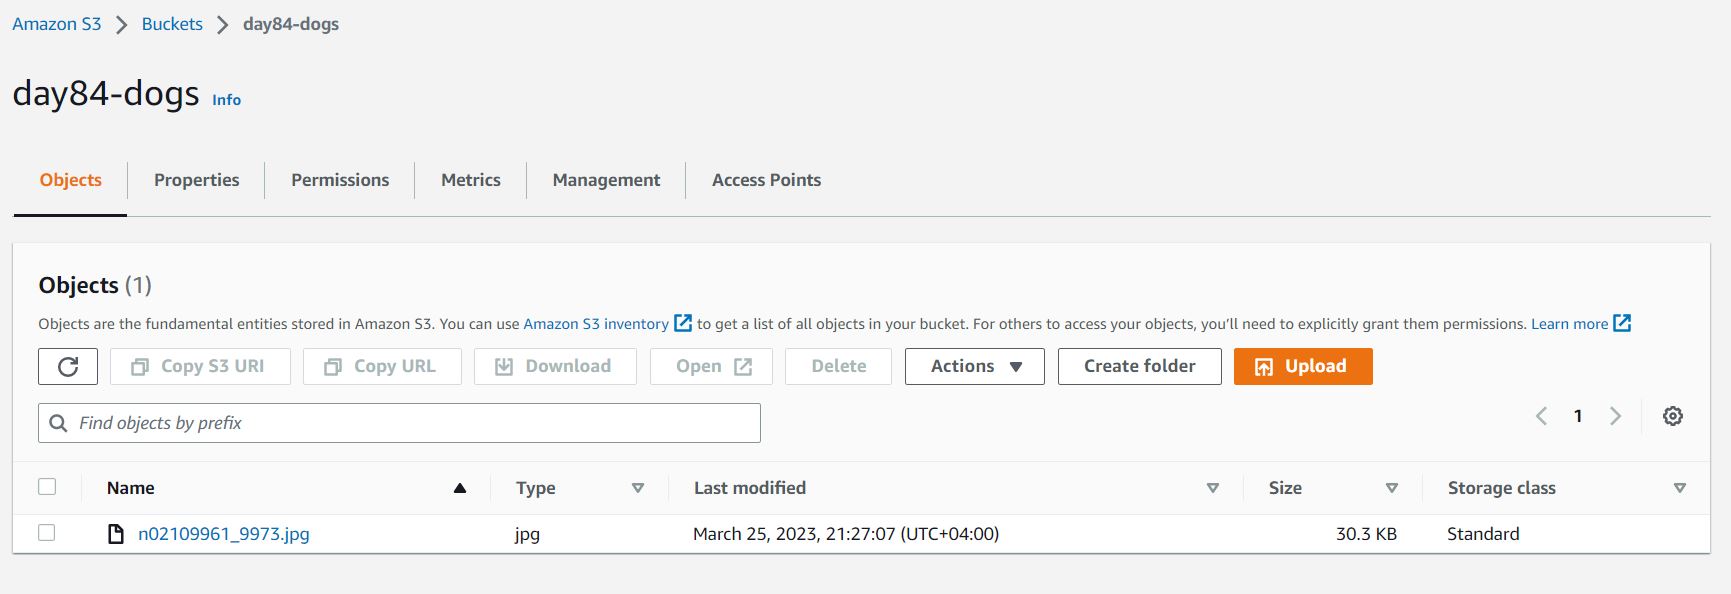 Amazon S3 > Buckets > day84-dogs
day84-dogs Info
Objects Properties Permissions Metrics Management Access Points
Objects (1)
Objects are the fundamental entities stored in Amazon S3. You can use Amazon S3 inventory to get a list of all objects in your bucket. For others to access your objects, you’ll need to explicitly grant them permissions. Learn more
Copy S3 URI Copy URL Download Open Delete Actions Create folder Upload
Find objects by prefix
1
Name Type Last modified Size Storage class
n02109961_9973.jpg jpg March 25, 2023, 21:27:07 (UTC+04:00) 30.3 KB Standard